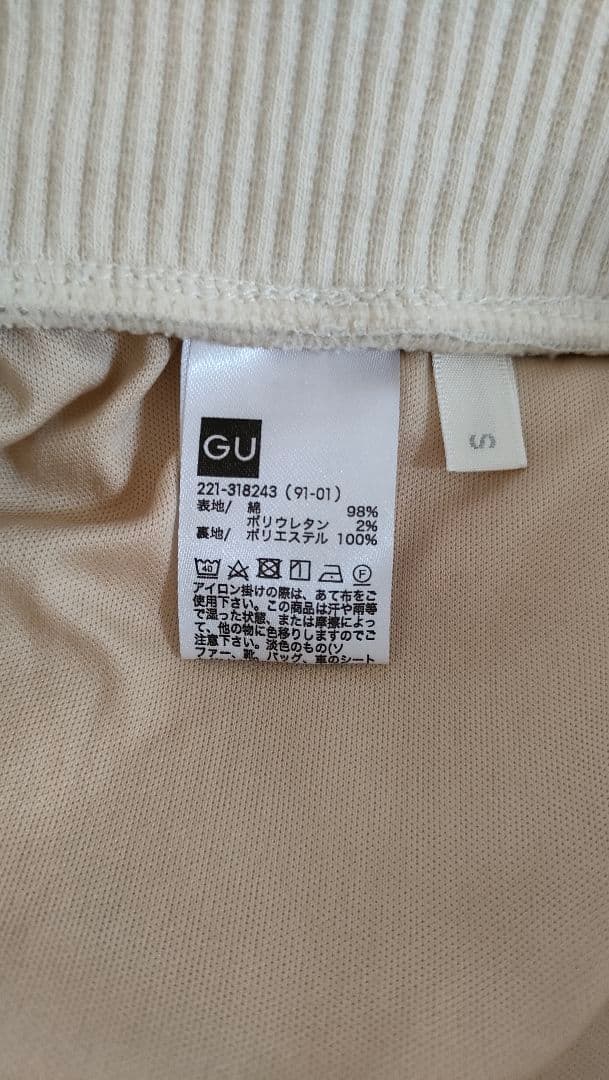 GU
S
221-318243 (91-01)
表地/ 綿 98%
ポリウレタン 2%
裏地/ ポリエステル 100%
40 F
アイロン掛けの際は、あて布をご
使用下さい。この商品は汗や雨等
で湿った状態、または摩擦によっ
て、他の物に色移りしますのでご
注意下さい。淡色のもの(ソ
ファー、靴、バッグ、車のシート